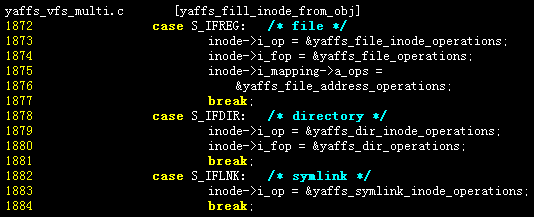 yaffs_vfs_multi.c [yaffs_fill_inode_from_obj]
1872 case S_IFREG: /* file */
1873 inode->i_op = &yaffs_file_inode_operations;
1874 inode->i_fop = &yaffs_file_operations;
1875 inode->i_mapping->a_ops =
1876 &yaffs_file_address_operations;
1877 break;
1878 case S_IFDIR: /* directory */
1879 inode->i_op = &yaffs_dir_inode_operations;
1880 inode->i_fop = &yaffs_dir_operations;
1881 break;
1882 case S_IFLNK: /* symlink */
1883 inode->i_op = &yaffs_symlink_inode_operations;
1884 break;